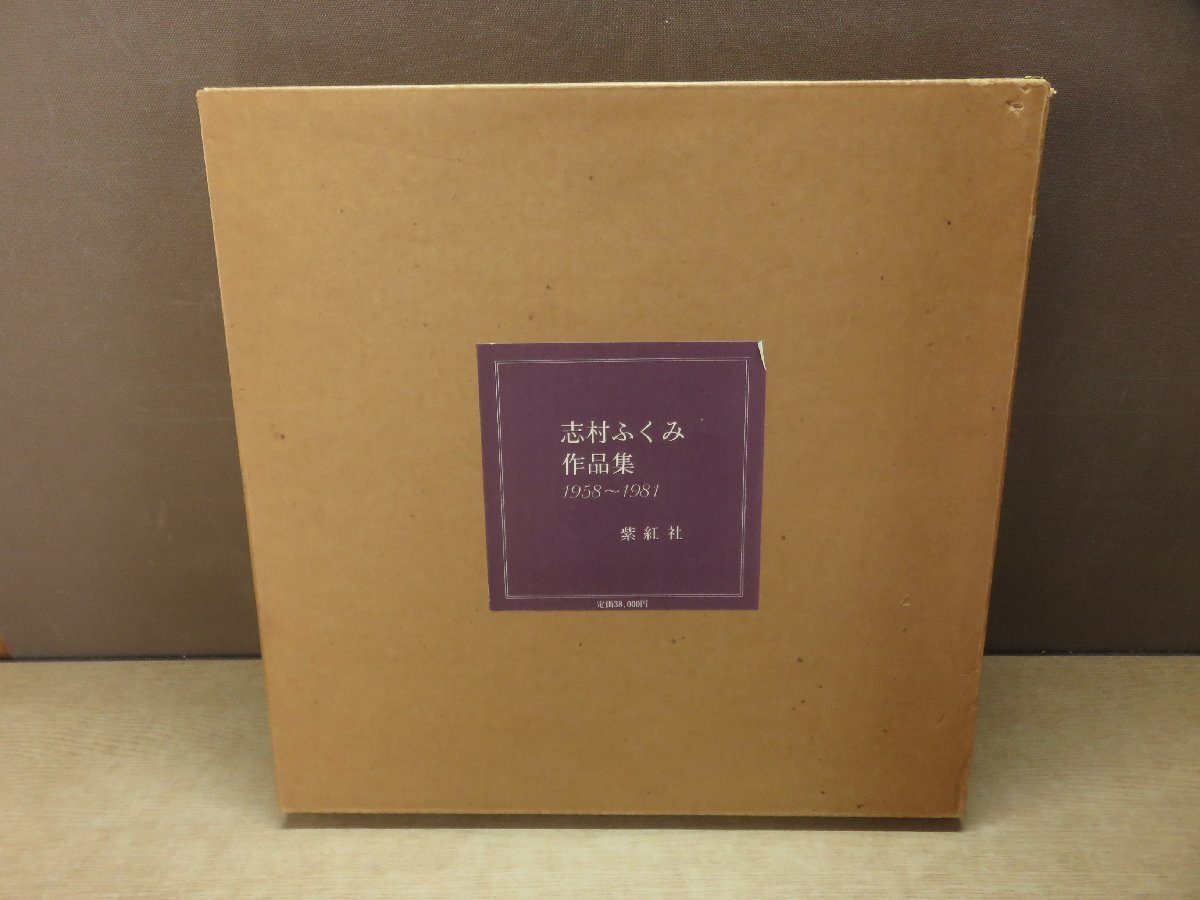 志村ふくみ
作品集
1958〜1981
紫紅社
定価38,000円